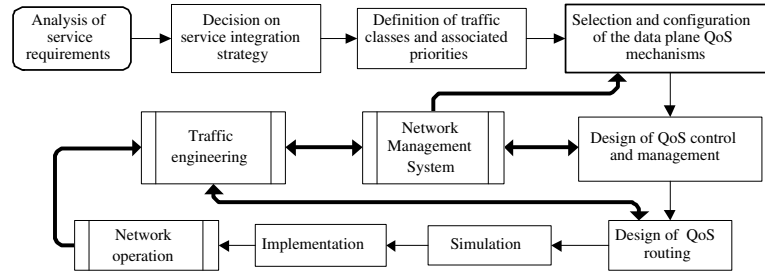 Analysis of
service
requirements
Decision on
service integration
strategy
Definition of traffic
classes and associated
priorities
Selection and configuration
of the data plane QoS
mechanisms
Traffic
engineering
Network
Management
System
Design of QoS control
and management
Network
operation
Implementation
Simulation
Design of QoS
routing